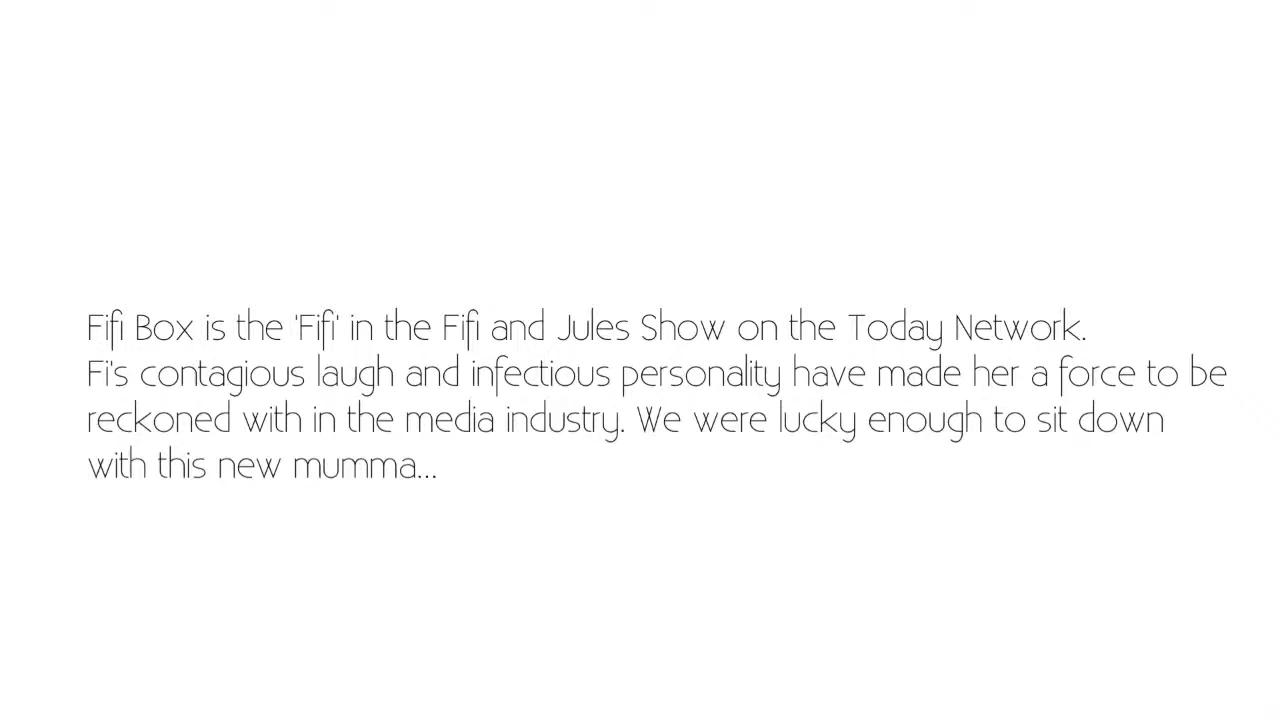 Fifi Box is the 'Fifi' in the Fifi and Jules Show on the Today Network.
Fi's contagious laugh and infectious personality have made her a force to be
reckoned with in the media industry. We were lucky enough to sit down
with this new mumma...